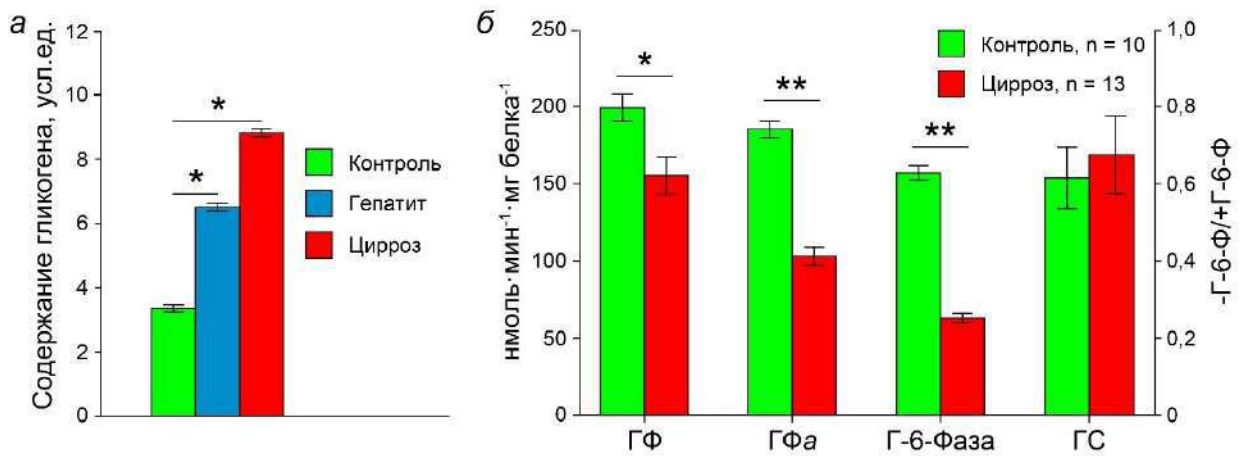 а
Содержание гликогена, усл.ед.
12
10
8
6
4
2
0
*
*
Контроль
Гепатит
Цирроз
б
нмоль·мин⁻¹·мг белка⁻¹
250
200
150
100
50
0
*
**
**
Контроль, n = 10
Цирроз, n = 13
1,0
0,8
0,6
0,4
0,2
0
-Г-6-Ф/+Г-6-Ф
ГФ
ГФа
Г-6-Фаза
ГС